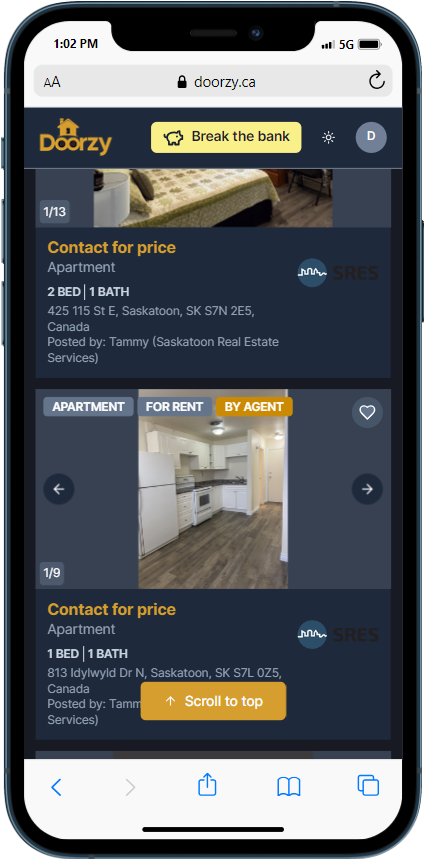 1:02 PM
5G
AA
doorzy.ca
Doorzy
Break the bank
D
1/13
Contact for price
Apartment
SRES
2 BED | 1 BATH
425 115 St E, Saskatoon, SK S7N 2E5,
Canada
Posted by: Tammy (Saskatoon Real Estate
Services)
APARTMENT
FOR RENT
BY AGENT
1/9
Contact for price
Apartment
SRES
1 BED | 1 BATH
813 Idylwyld Dr N, Saskatoon, SK S7L 0Z5,
Canada
Posted by: Tamm
Services)
Scroll to top